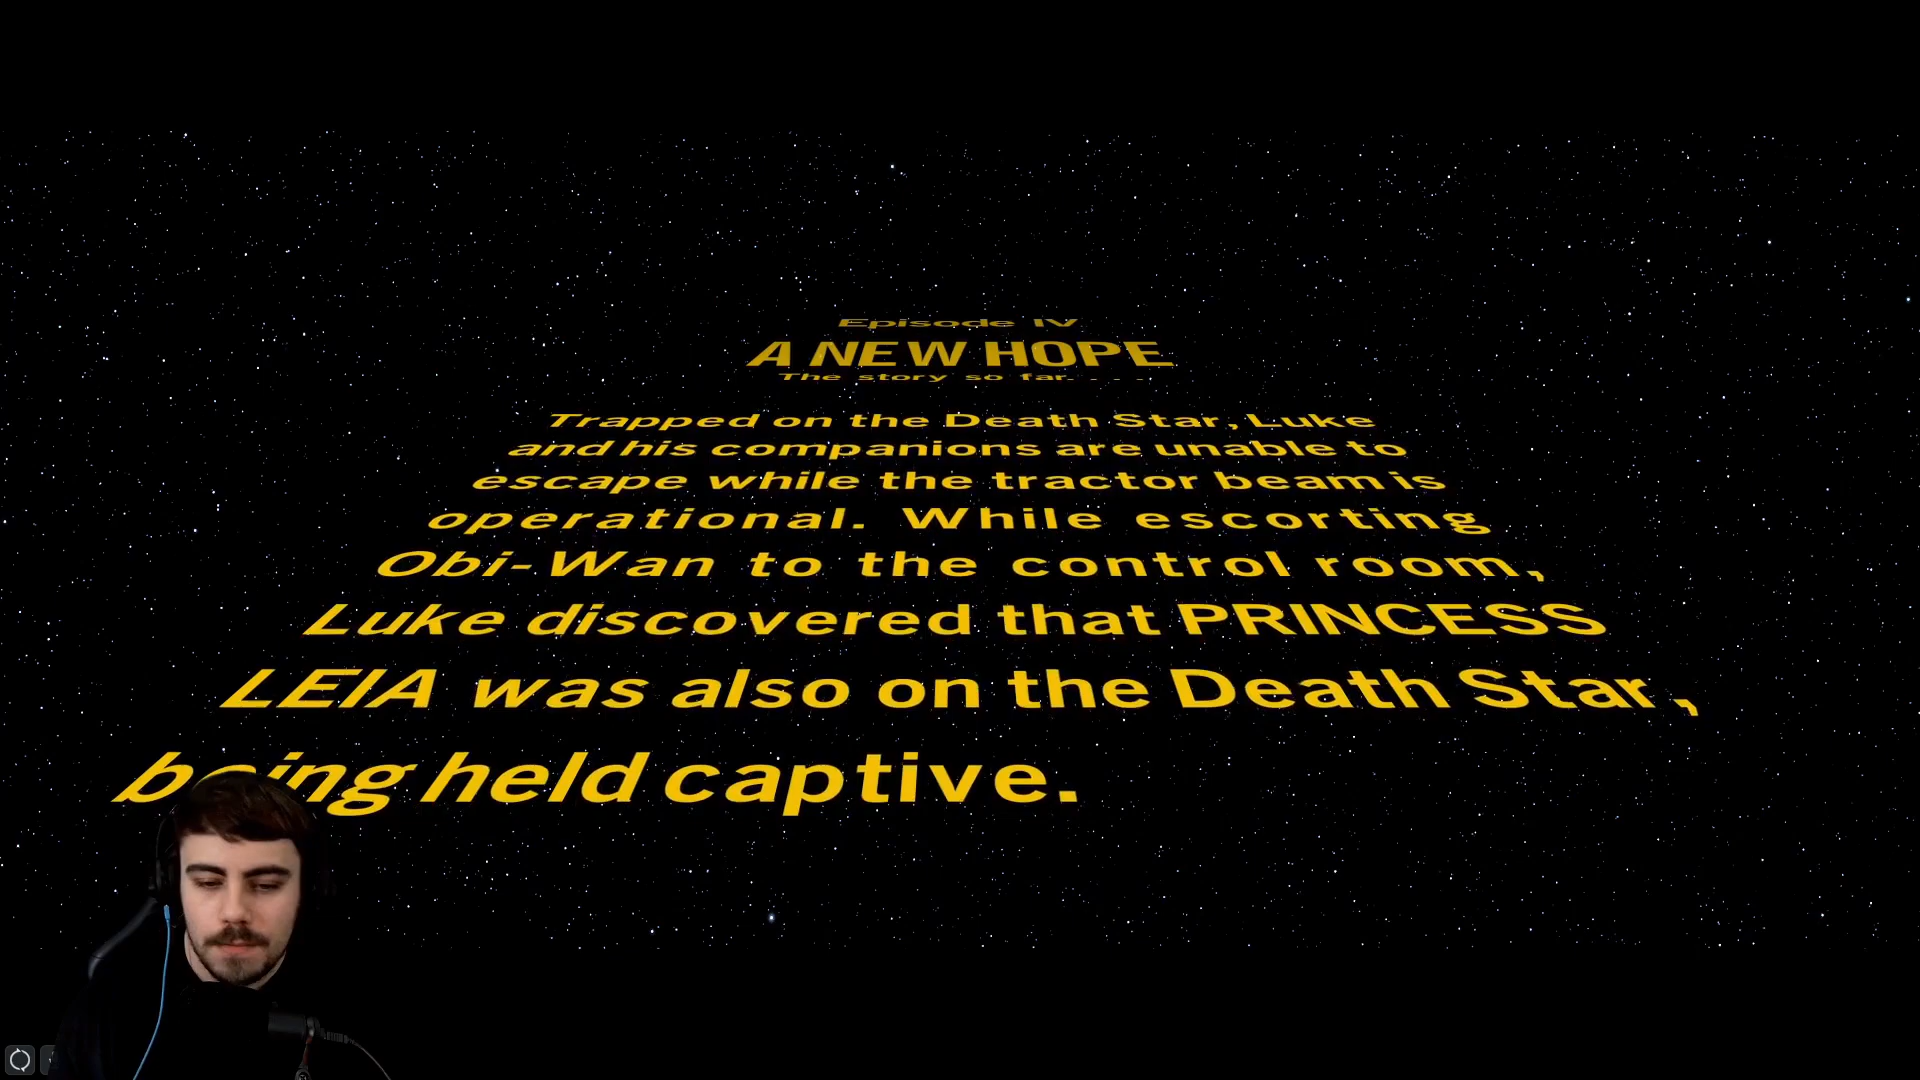 Episode IV
A NEW HOPE
The story so far. . . .
Trapped on the Death Star, Luke
and his companions are unable to
escape while the tractor beam is
operational. While escorting
Obi-Wan to the control room,
Luke discovered that PRINCESS
LEIA was also on the Death Star,
being held captive.